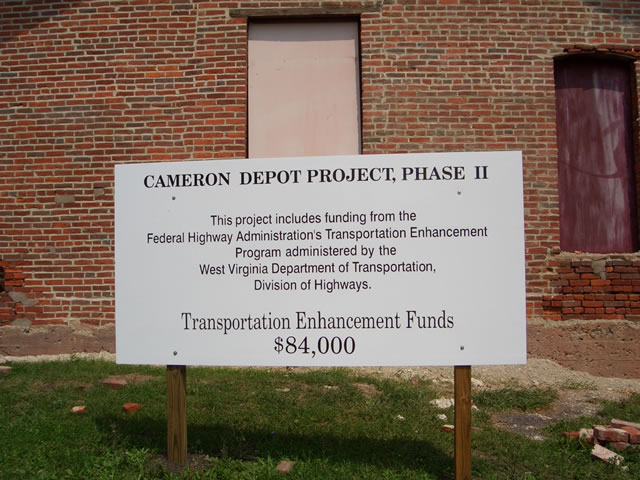 CAMERON DEPOT PROJECT, PHASE II
This project includes funding from the
Federal Highway Administration's Transportation Enhancement
Program administered by the
West Virginia Department of Transportation,
Division of Highways.
Transportation Enhancement Funds
$84,000